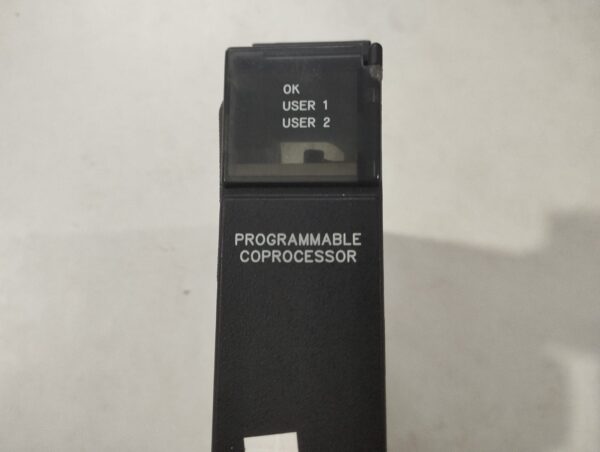 OK
USER 1
USER 2
PROGRAMMABLE
COPROCESSOR